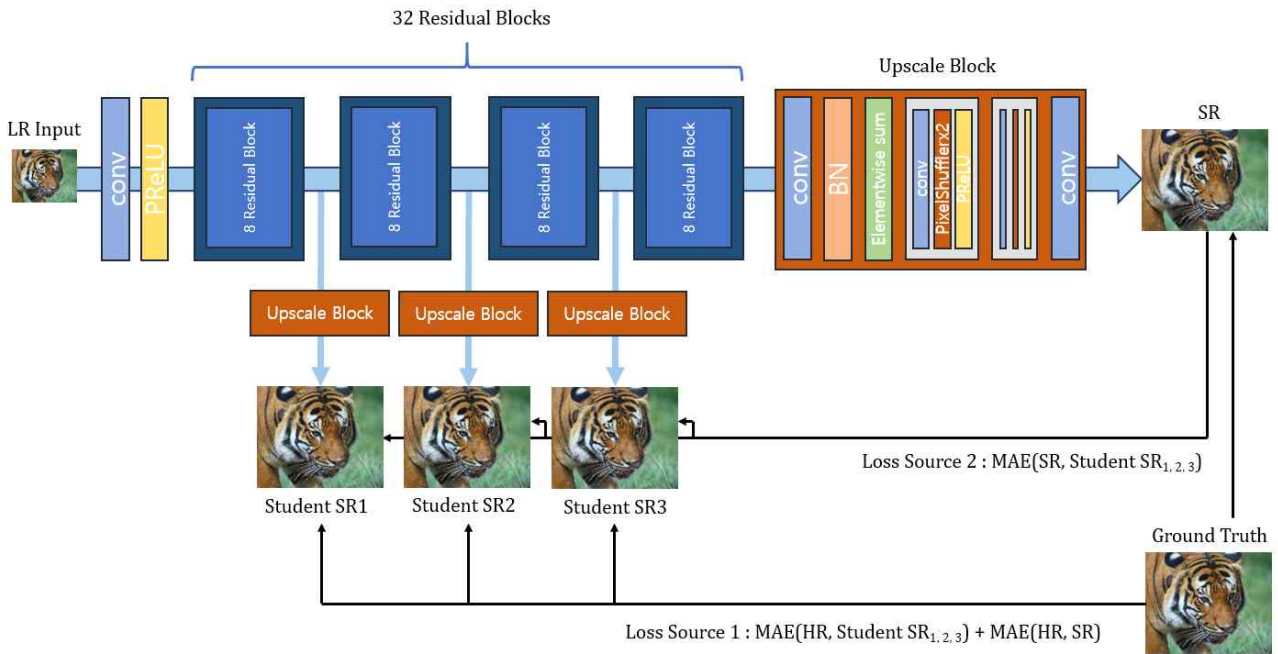 32 Residual Blocks
Upscale Block
LR Input
SR
conv
PReLU
8 Residual Block
8 Residual Block
8 Residual Block
8 Residual Block
conv
BN
Elementwise sum
conv
PixelShufflerx2
PReLU
conv
Upscale Block
Upscale Block
Upscale Block
Loss Source 2 : MAE(SR, Student SR1, 2, 3)
Student SR1
Student SR2
Student SR3
Ground Truth
Loss Source 1 : MAE(HR, Student SR1, 2, 3) + MAE(HR, SR)